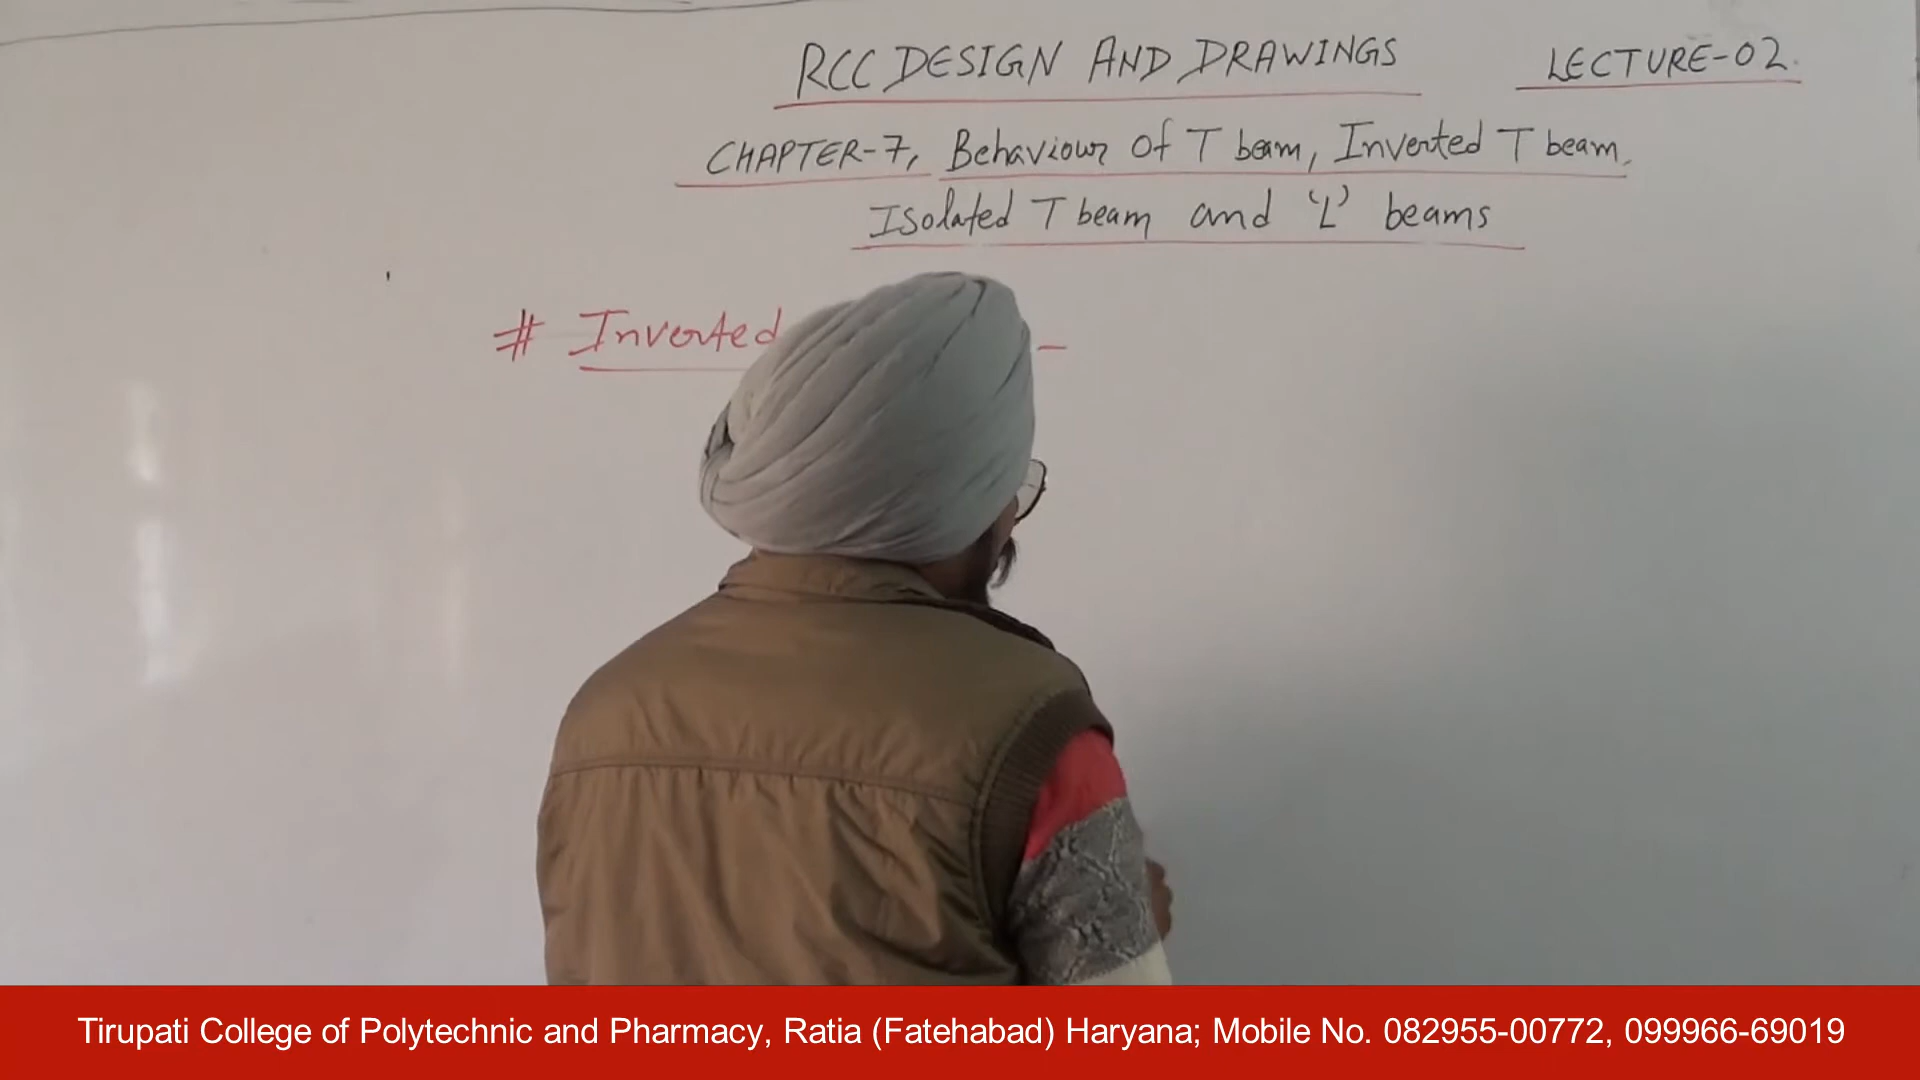 RCC DESIGN AND DRAWINGS LECTURE-02.
CHAPTER-7, Behaviour Of T beam, Inverted T beam,
Isolated T beam and 'L' beams
# Inverted
Tirupati College of Polytechnic and Pharmacy, Ratia (Fatehabad) Haryana; Mobile No. 082955-00772, 099966-69019